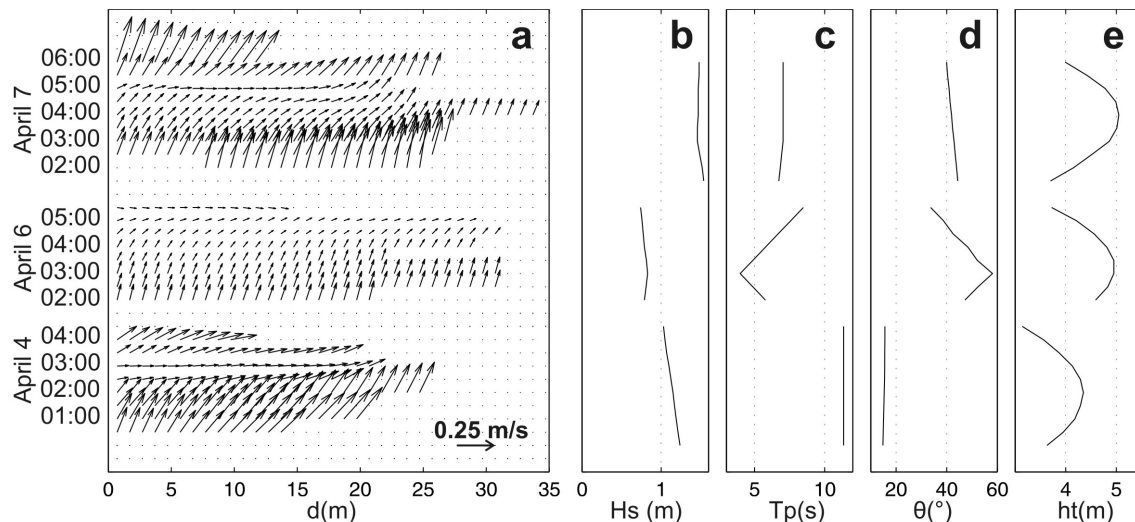 a b c d e
06:00
05:00
04:00
03:00
02:00
April 7
05:00
04:00
03:00
02:00
April 6
04:00
03:00
02:00
01:00
April 4
0.25 m/s
0 5 10 15 20 25 30 35
d(m)
0 1
Hs (m)
5 10
Tp(s)
20 40 60
θ(°)
4 5
ht(m)